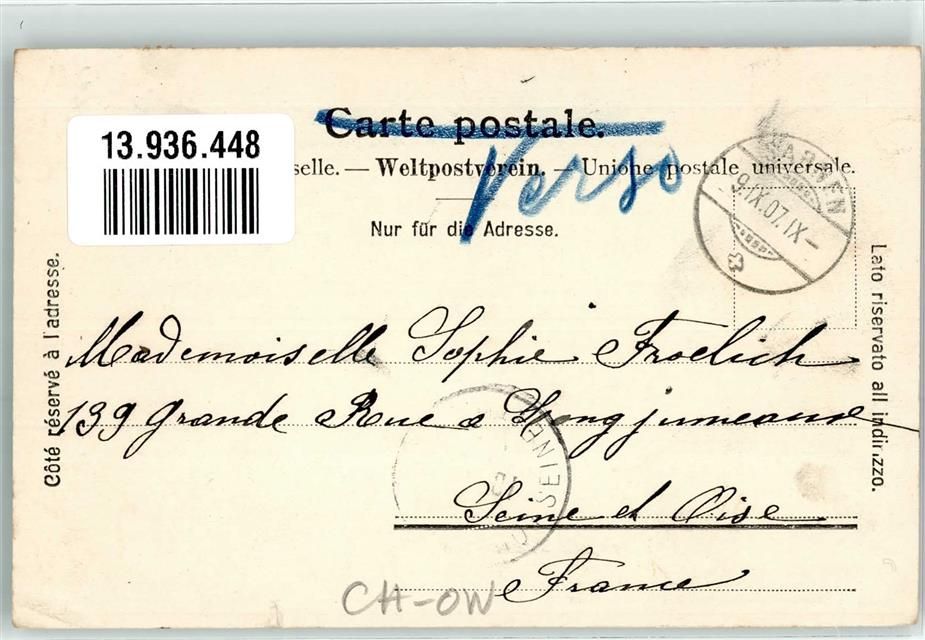 Carte postale.
13.936.448
selle. — Weltpostverein. — Unione postale universale.
Verso
Nur für die Adresse.
9.IX.07.IX–
Côté réservé à l'adresse.
Lato riservato all indirizzo.
Mademoiselle Sophie Froelich
139 grande Rue a Longjumeaux
Seine et Oise
France
CH-OW